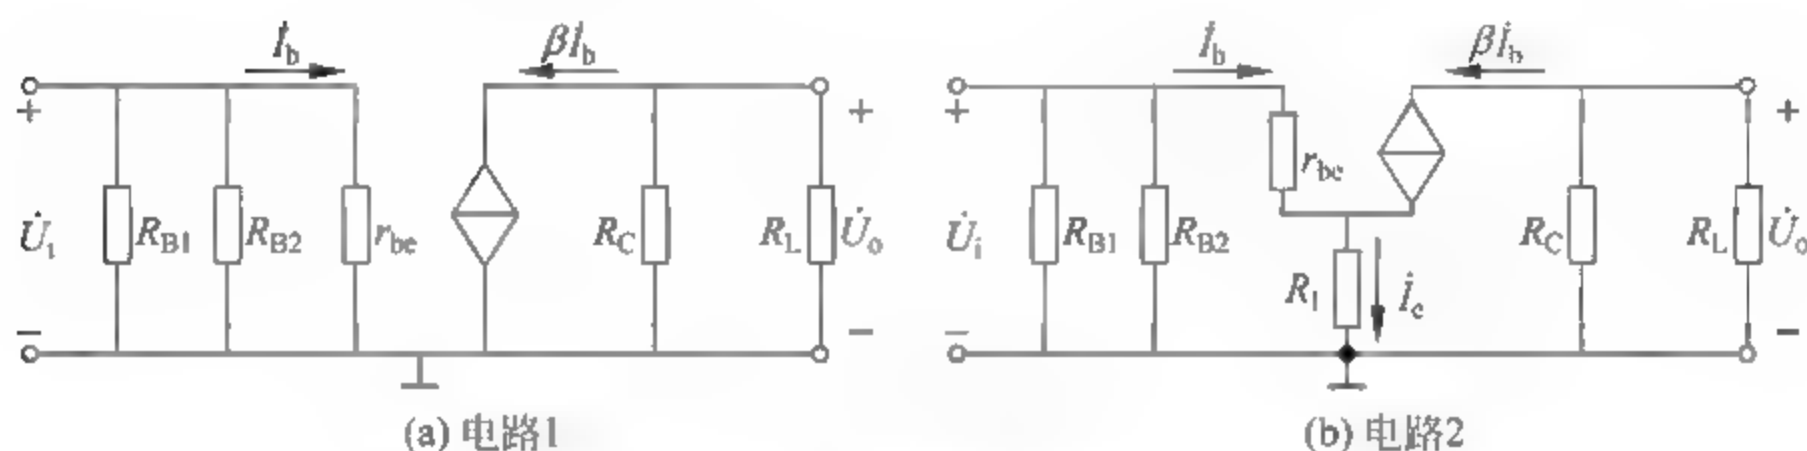 İb βİb İb βİb
+ + + +
U̇i RB1 RB2 rbe RC RL U̇o U̇i RB1 RB2 rbe R1 İe RC RL U̇o
− − − −
(a) 电路1 (b) 电路2